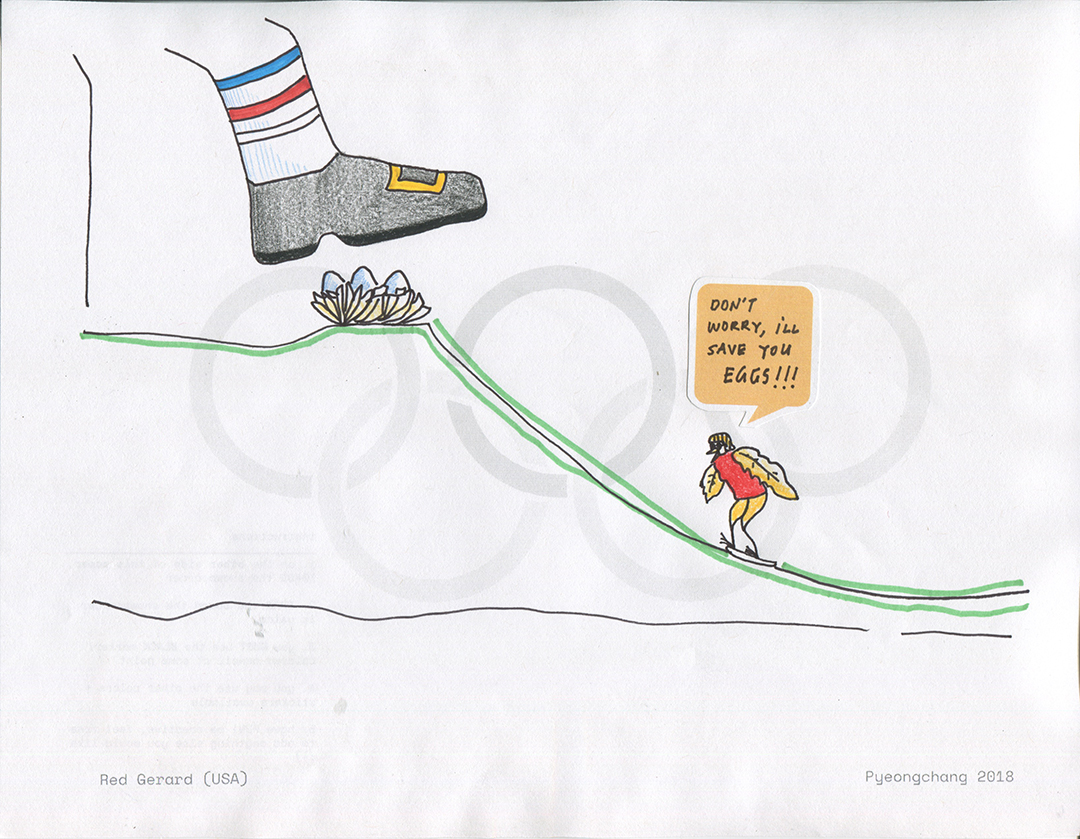 DON'T
WORRY, i'LL
SAVE YOU
EGGS!!!
Red Gerard (USA)
Pyeongchang 2018